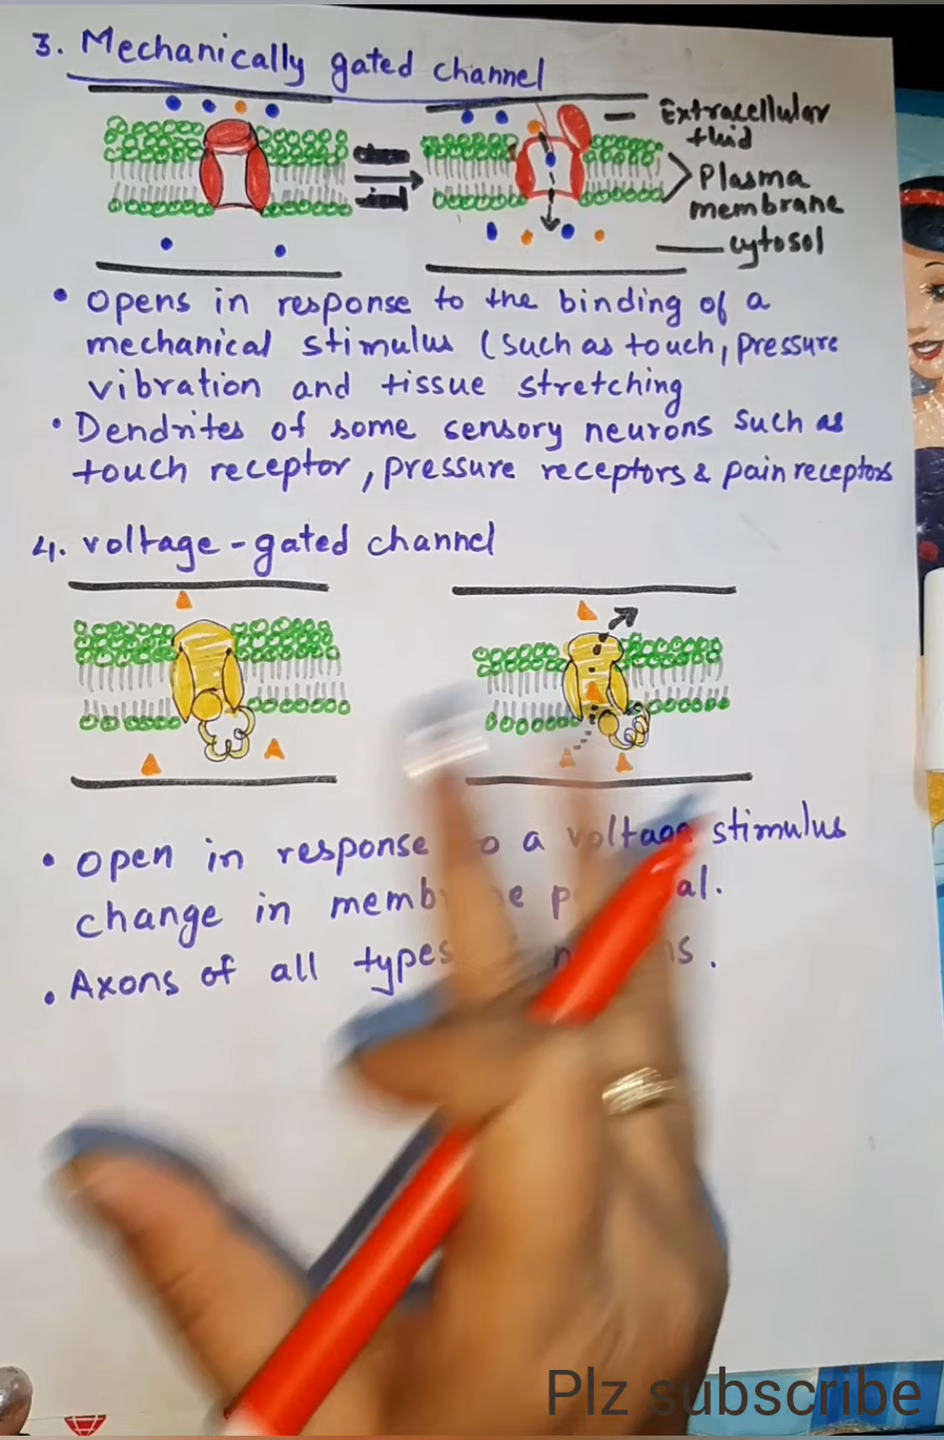 3. Mechanically gated channel
Extracellular
fluid
Plasma
membrane
cytosol
• opens in response to the binding of a
mechanical stimulus (such as touch, pressure
vibration and tissue stretching
• Dendrites of some sensory neurons such as
touch receptor, pressure receptors & pain receptors
4. voltage-gated channel
• open in response to a voltage stimulus
change in
• Axons of all types
Plz subscribe